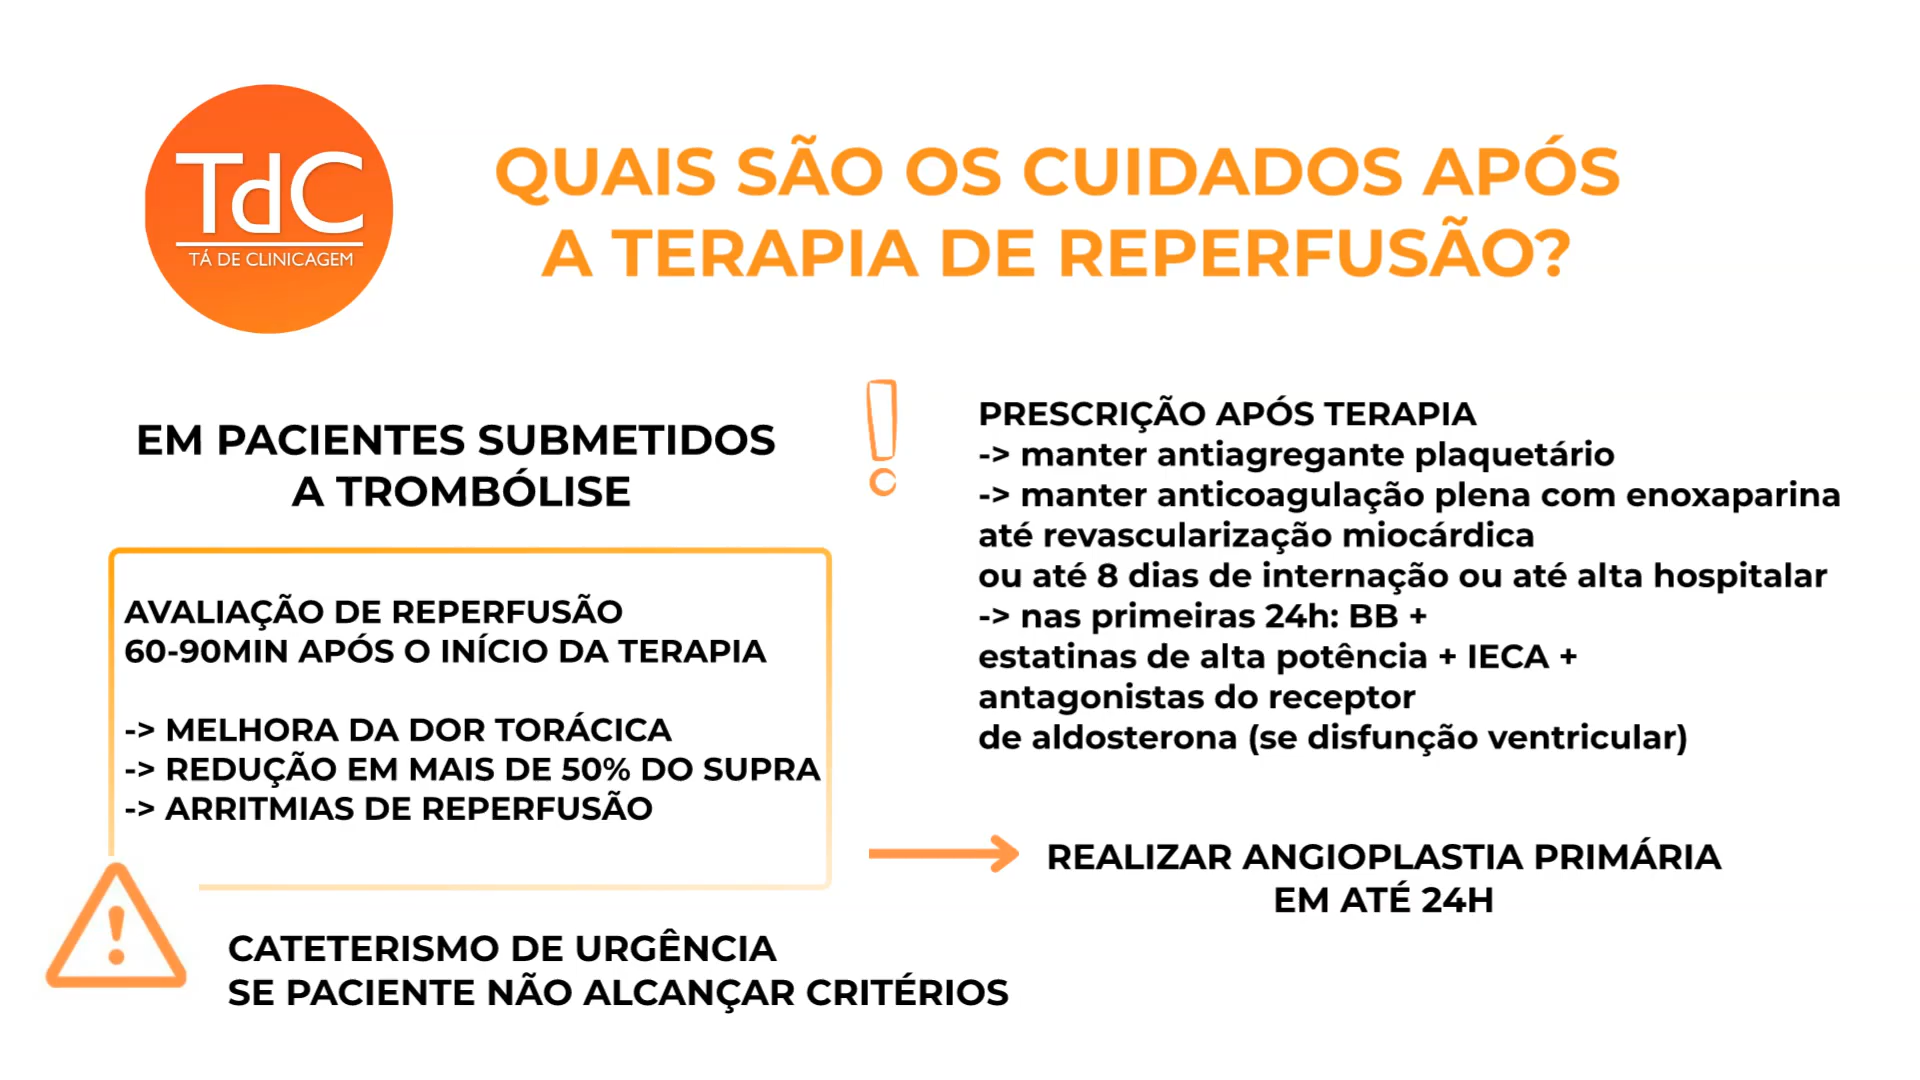 TdC
TÁ DE CLINICAGEM
QUAIS SÃO OS CUIDADOS APÓS
A TERAPIA DE REPERFUSÃO?
EM PACIENTES SUBMETIDOS
A TROMBÓLISE
AVALIAÇÃO DE REPERFUSÃO
60-90MIN APÓS O INÍCIO DA TERAPIA
-> MELHORA DA DOR TORÁCICA
-> REDUÇÃO EM MAIS DE 50% DO SUPRA
-> ARRITMIAS DE REPERFUSÃO
CATETERISMO DE URGÊNCIA
SE PACIENTE NÃO ALCANÇAR CRITÉRIOS
PRESCRIÇÃO APÓS TERAPIA
-> manter antiagregante plaquetário
-> manter anticoagulação plena com enoxaparina
até revascularização miocárdica
ou até 8 dias de internação ou até alta hospitalar
-> nas primeiras 24h: BB +
estatinas de alta potência + IECA +
antagonistas do receptor
de aldosterona (se disfunção ventricular)
REALIZAR ANGIOPLASTIA PRIMÁRIA
EM ATÉ 24H